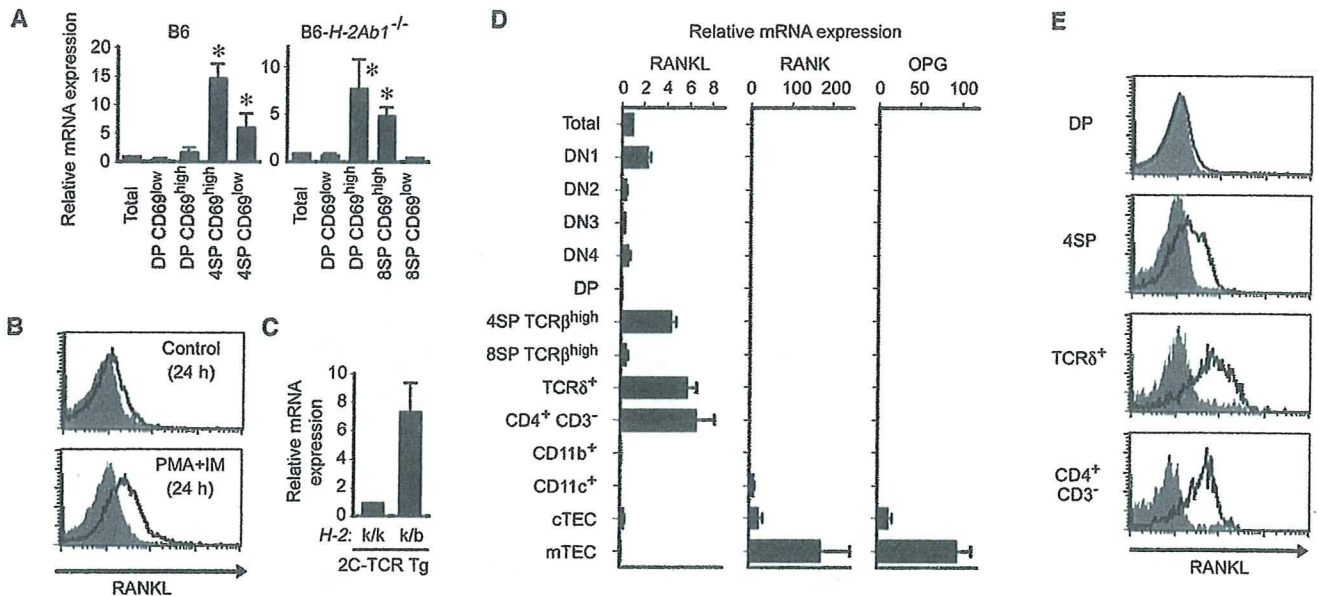 A
B6
B6-H-2Ab1-/-
Relative mRNA expression
20
15
10
5
0
10
5
0
Total
DP CD69low
DP CD69high
4SP CD69high
4SP CD69low
Total
DP CD69low
DP CD69high
8SP CD69high
8SP CD69low
*
*
*
*
B
Control
(24 h)
PMA+IM
(24 h)
RANKL
C
Relative mRNA
expression
10
8
6
4
2
0
H-2: k/k k/b
2C-TCR Tg
D
Relative mRNA expression
RANKL RANK OPG
0 2 4 6 8
0 100 200
0 100
Total
DN1
DN2
DN3
DN4
DP
4SP TCRβhigh
8SP TCRβhigh
TCRδ+
CD4+ CD3-
CD11b+
CD11c+
cTEC
mTEC
E
DP
4SP
TCRδ+
CD4+
CD3-
RANKL